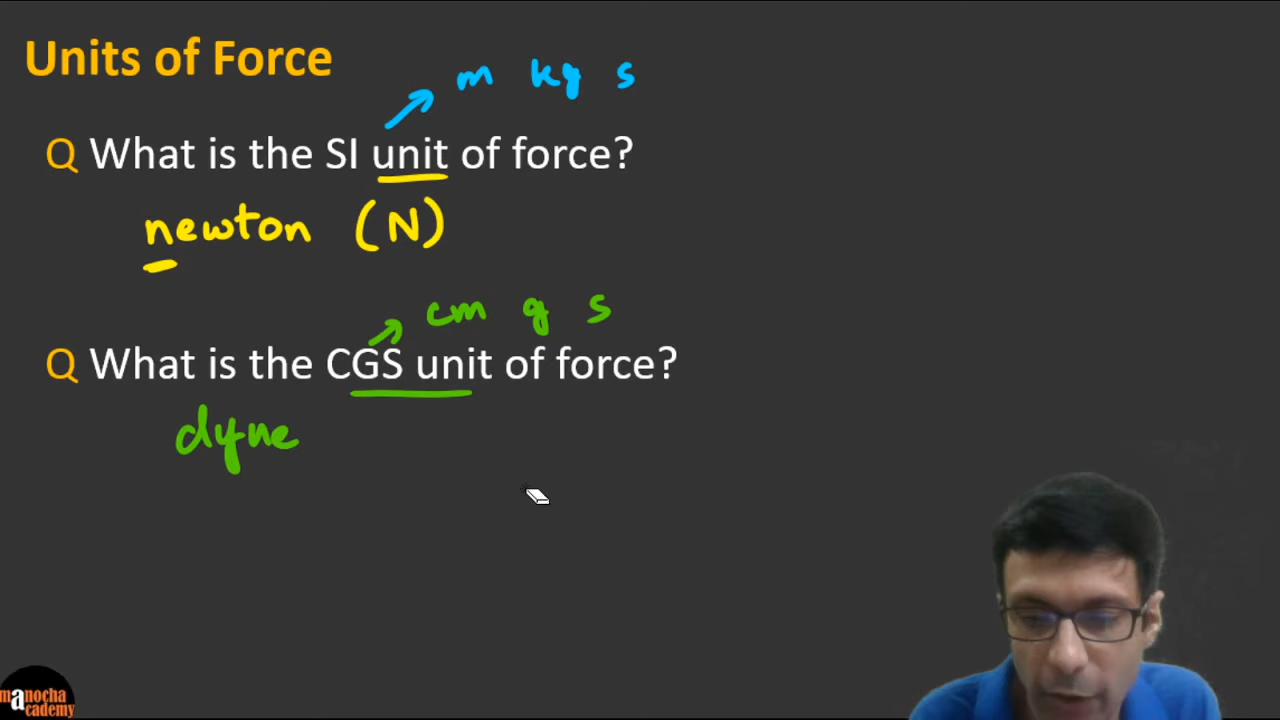 Units of Force
m kg s
Q What is the SI unit of force?
newton (N)
cm g s
Q What is the CGS unit of force?
dyne
manocha
academy